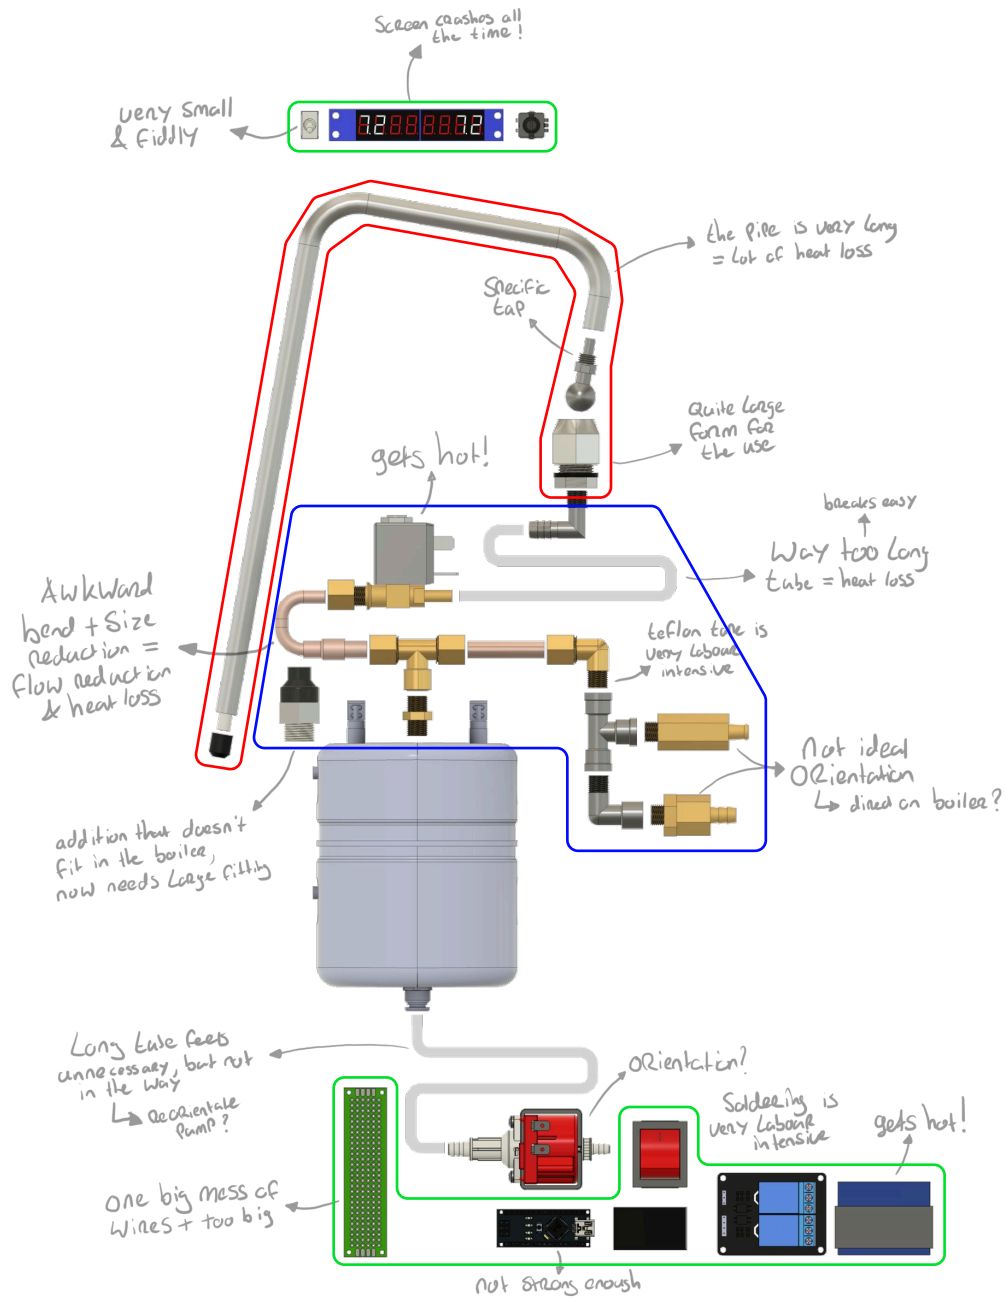 Screen crashes all
the time!
very small
& fiddly
7.2 7.2
the pipe is very long
= lot of heat loss
Specific
tap
Quite large
form for
the use
gets hot!
breaks easy
Way too long
tube = heat loss
Awkward
bend + size
reduction =
flow reduction
& heat loss
teflon tape is
very labour
intensive
Not ideal
orientation
↳ direct on boiler?
addition that doesn't
fit in the boiler,
now needs large fitting
Long tube feels
unnecessary, but not
in the way
↳ reorientate
pump?
orientation?
Soldering is
very labour
intensive
gets hot!
one big mess of
wires + too big
not strong enough